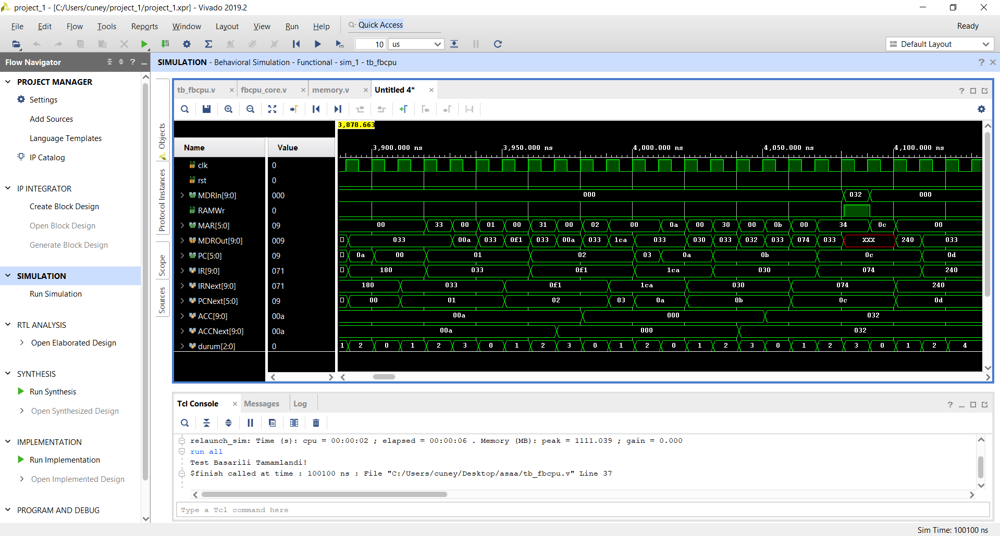 project_1 - [C:/Users/cuney/project_1/project_1.xpr] - Vivado 2019.2
File Edit Flow Tools Reports Window Layout View Run Help Quick Access Ready
10 us Default Layout
Flow Navigator
SIMULATION - Behavioral Simulation - Functional - sim_1 - tb_fbcpu
PROJECT MANAGER
Settings
Add Sources
Language Templates
IP Catalog
IP INTEGRATOR
Create Block Design
Open Block Design
Generate Block Design
SIMULATION
Run Simulation
RTL ANALYSIS
Open Elaborated Design
SYNTHESIS
Run Synthesis
Open Synthesized Design
IMPLEMENTATION
Run Implementation
Open Implemented Design
PROGRAM AND DEBUG
Objects
Protocol Instances
Scope
Sources
tb_fbcpu.v fbcpu_core.v memory.v Untitled 4*
3,878.663
Name Value 3,900.000 ns 3,950.000 ns 4,000.000 ns 4,050.000 ns 4,100.000 ns
clk 0
rst 0
MDRIn[9:0] 000 000 032 000
RAMWr 0
MAR[5:0] 09 00 33 00 01 00 31 00 02 00 0a 00 30 00 0b 00 34 0c 00
MDROut[9:0] 009 033 00a 033 0f1 033 00a 033 1ca 033 030 033 032 033 074 033 xxx 240 033
PC[5:0] 09 0a 00 01 02 03 0a 0b 0c 0d
IR[9:0] 071 180 033 0f1 1ca 030 074 240
IRNext[9:0] 071 180 033 0f1 1ca 030 074 240
PCNext[5:0] 09 00 01 02 03 0a 0b 0c 0d
ACC[9:0] 00a 00a 000 032
ACCNext[9:0] 00a 00a 000 032
durum[2:0] 0 1 2 0 1 2 3 0 1 2 3 0 1 2 0 1 2 3 0 1 2 3 0 1 2 4
Tcl Console Messages Log
relaunch_sim: Time (s): cpu = 00:00:02 ; elapsed = 00:00:06 . Memory (MB): peak = 1111.039 ; gain = 0.000
run all
Test Basarili Tamamlandi!
$finish called at time : 100100 ns : File "C:/Users/cuney/Desktop/asaa/tb_fbcpu.v" Line 37
Type a Tcl command here
Sim Time: 100100 ns